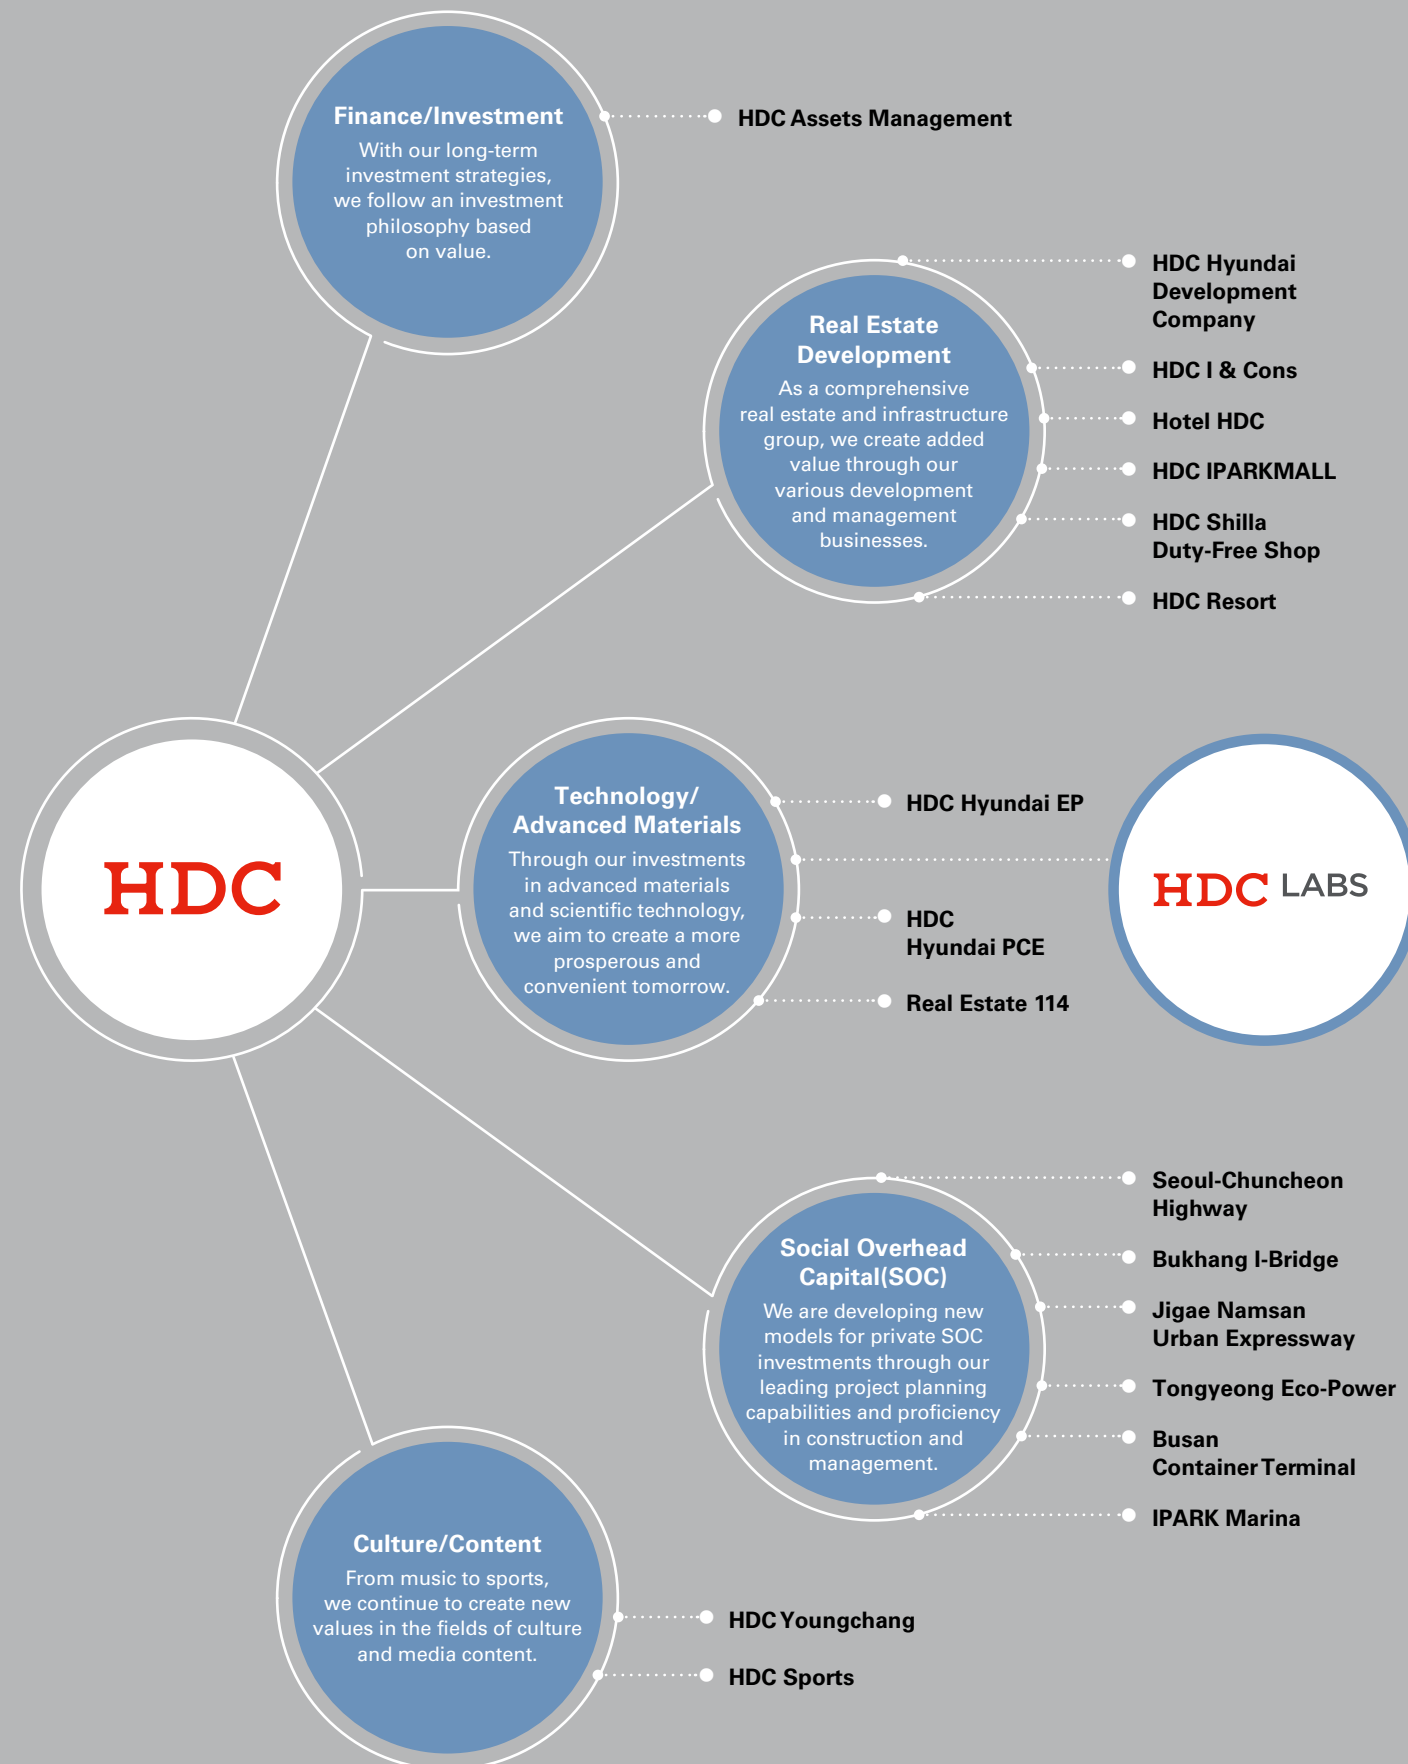 Finance/Investment
With our long-term
investment strategies,
we follow an investment
philosophy based
on value.
HDC Assets Management
Real Estate
Development
As a comprehensive
real estate and infrastructure
group, we create added
value through our
various development
and management
businesses.
HDC Hyundai
Development
Company
HDC I & Cons
Hotel HDC
HDC IPARKMALL
HDC Shilla
Duty-Free Shop
HDC Resort
HDC
Technology/
Advanced Materials
Through our investments
in advanced materials
and scientific technology,
we aim to create a more
prosperous and
convenient tomorrow.
HDC Hyundai EP
HDC
Hyundai PCE
Real Estate 114
HDC LABS
Social Overhead
Capital(SOC)
We are developing new
models for private SOC
investments through our
leading project planning
capabilities and proficiency
in construction and
management.
Seoul-Chuncheon
Highway
Bukhang I-Bridge
Jigae Namsan
Urban Expressway
Tongyeong Eco-Power
Busan
Container Terminal
IPARK Marina
Culture/Content
From music to sports,
we continue to create new
values in the fields of culture
and media content.
HDC Youngchang
HDC Sports